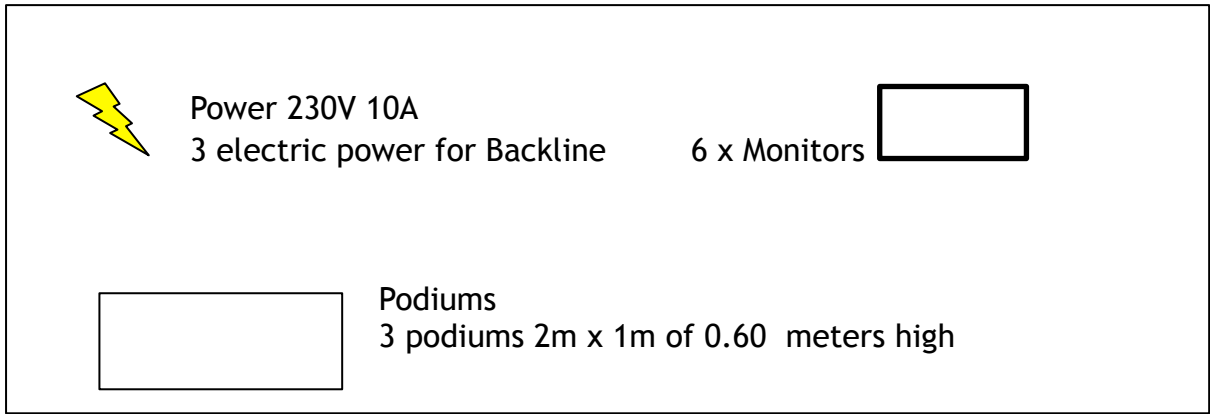 Power 230V 10A
3 electric power for Backline
6 x Monitors
Podiums
3 podiums 2m x 1m of 0.60  meters high